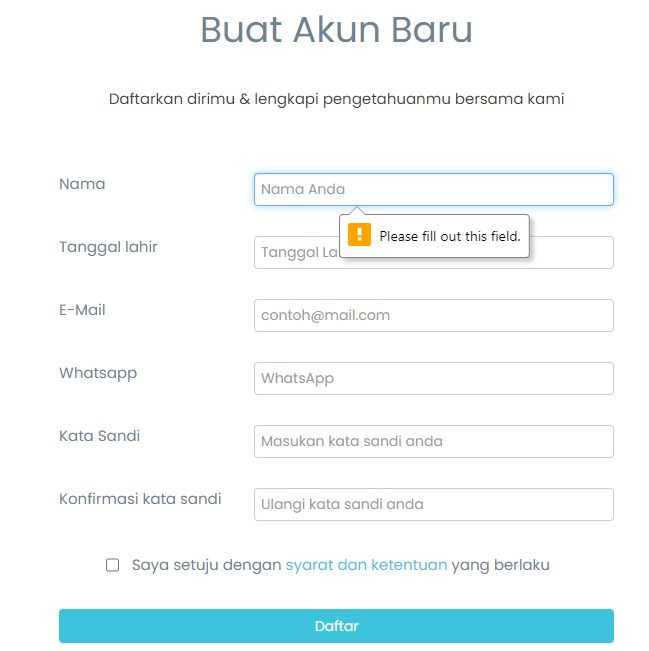 Buat Akun Baru
Daftarkan dirimu & lengkapi pengetahuanmu bersama kami
Nama
Nama Anda
Please fill out this field.
Tanggal lahir
Tanggal
E-Mail
contoh@mail.com
Whatsapp
WhatsApp
Kata Sandi
Masukan kata sandi anda
Konfirmasi kata sandi
Ulangi kata sandi anda
Saya setuju dengan syarat dan ketentuan yang berlaku
Daftar